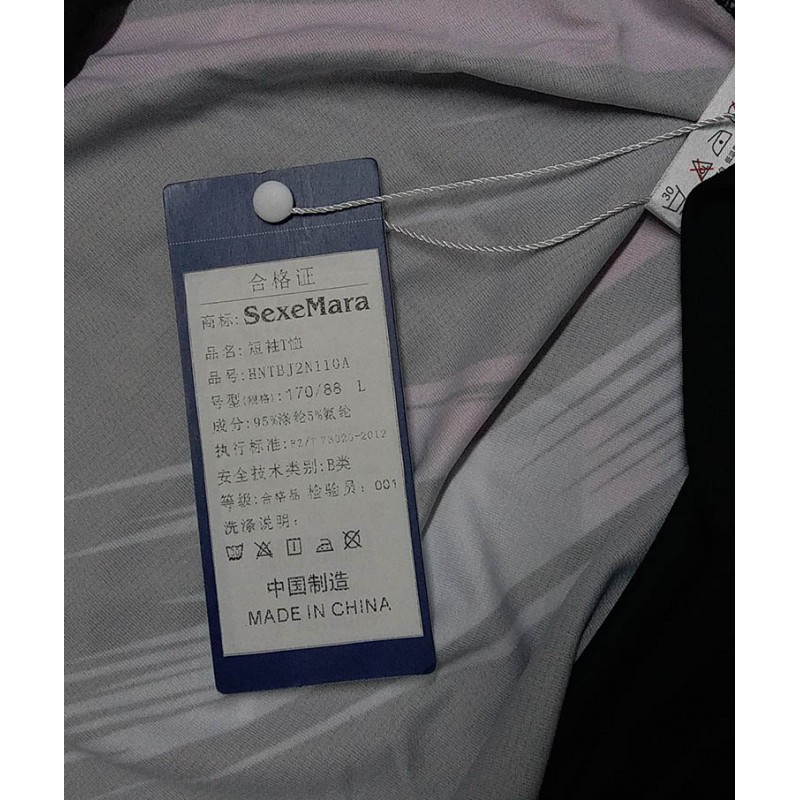 合格证
商标: SexeMara
品名: 短袖T恤
品号: HNTBJ2N110A
号型(规格): 170/88 L
成分: 95%涤纶5%氨纶
执行标准: FZ/T 73020-2012
安全技术类别: B类
等级: 合格品 检验员: 001
洗涤说明:
中国制造
MADE IN CHINA
30